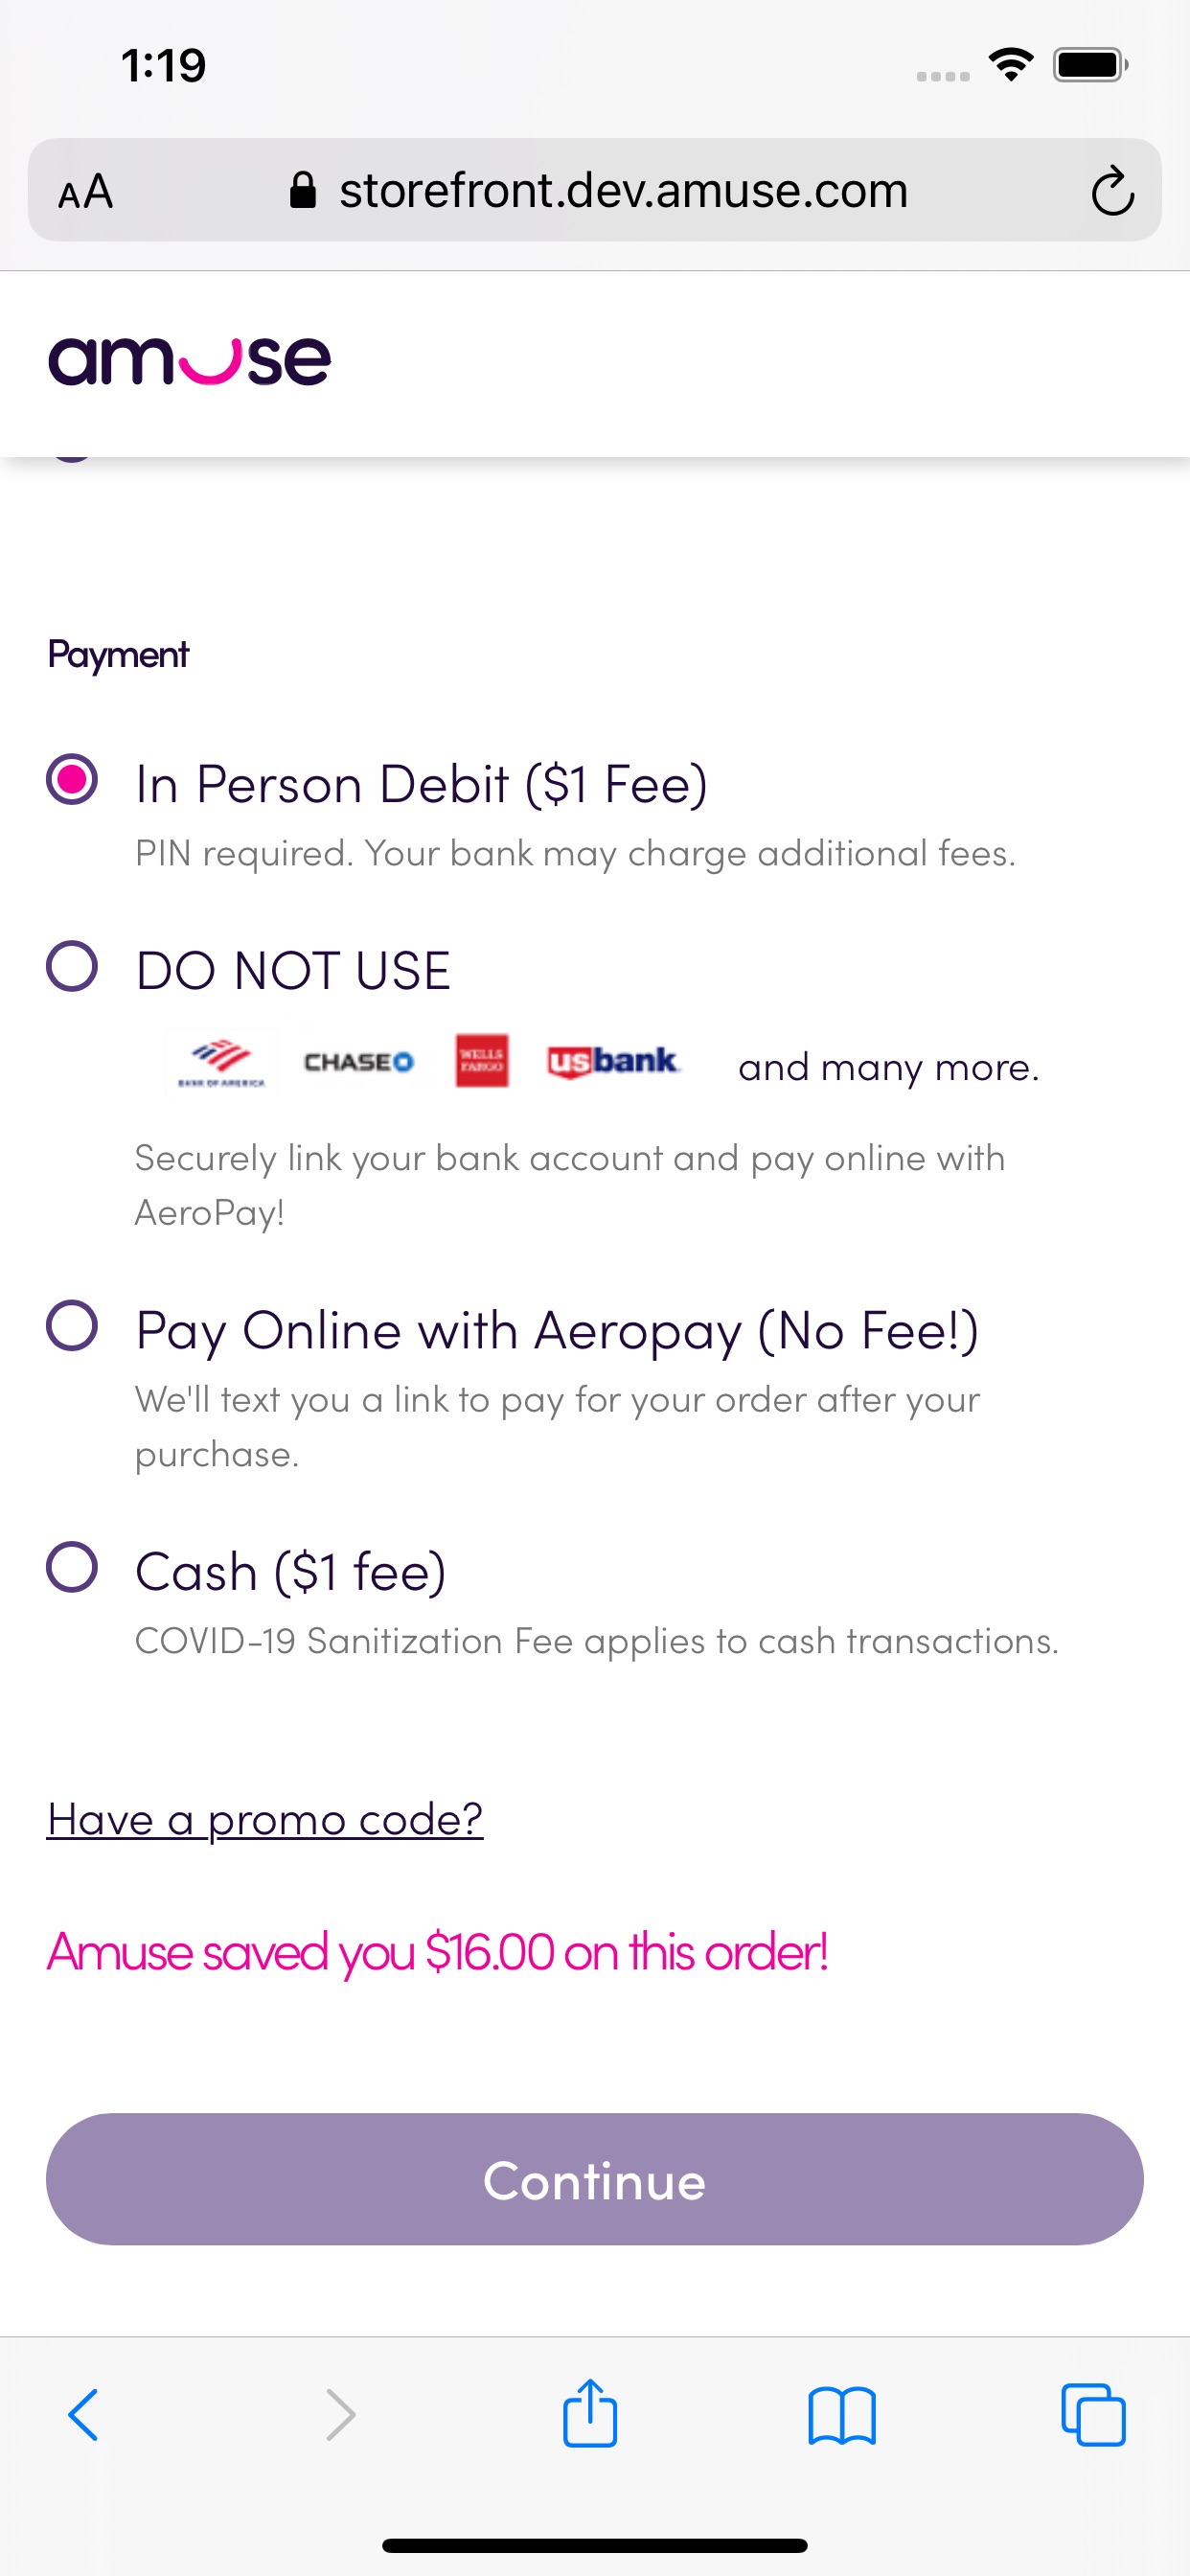 1:19
AA storefront.dev.amuse.com
amuse
Payment
In Person Debit ($1 Fee)
PIN required. Your bank may charge additional fees.
DO NOT USE
BANK OF AMERICA CHASE WELLS FARGO usbank and many more.
Securely link your bank account and pay online with
AeroPay!
Pay Online with Aeropay (No Fee!)
We'll text you a link to pay for your order after your
purchase.
Cash ($1 fee)
COVID-19 Sanitization Fee applies to cash transactions.
Have a promo code?
Amuse saved you $16.00 on this order!
Continue